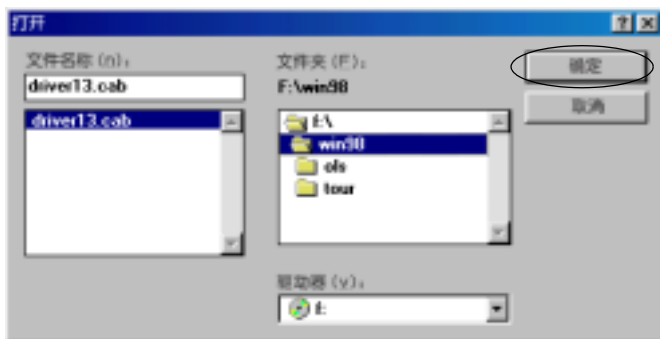 打开
文件名称(n):
driver13.cab
driver13.cab
文件夹(F):
F:\win98
f:\
win98
ols
tour
驱动器(v):
f:
确定
取消